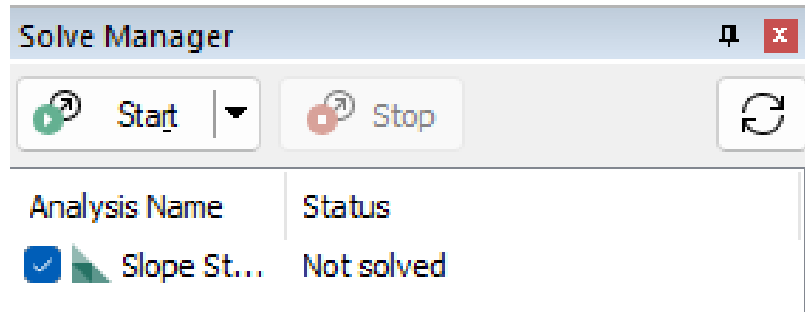 Solve Manager
Start Stop
Analysis Name Status
Slope St... Not solved